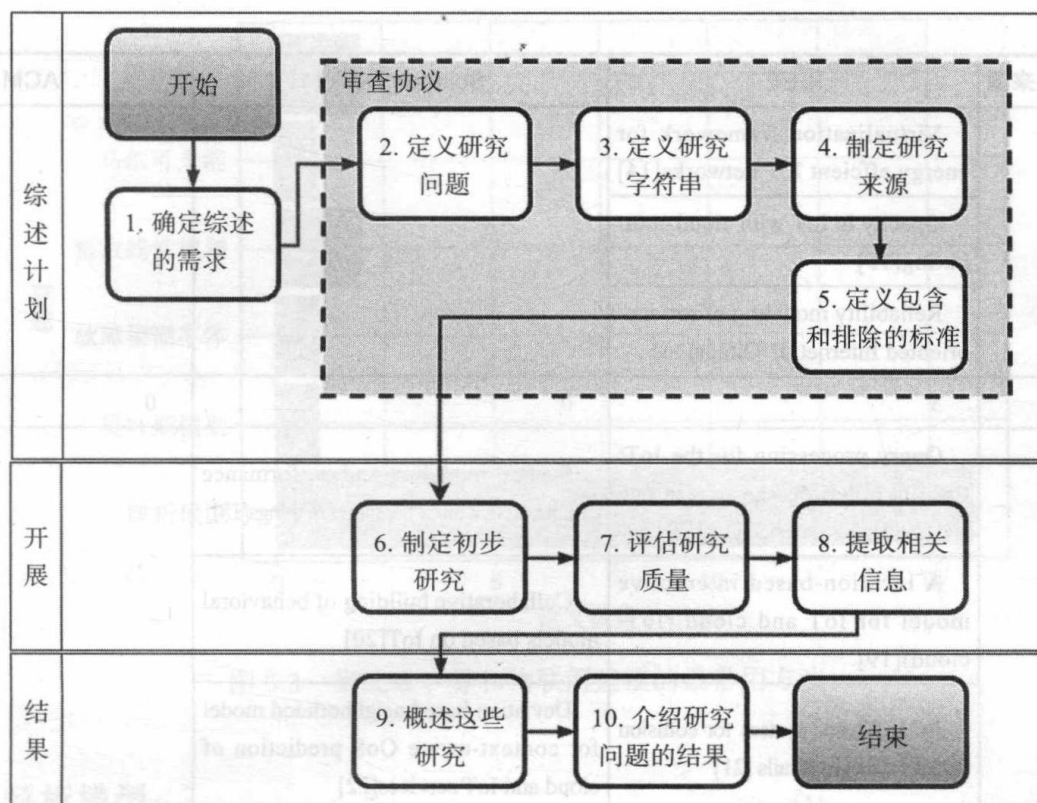 综述计划
开始
审查协议
1. 确定综述
的需求
2. 定义研究
问题
3. 定义研究
字符串
4. 制定研究
来源
5. 定义包含
和排除的标准
开展
6. 制定初步
研究
7. 评估研究
质量
8. 提取相关
信息
结果
9. 概述这些
研究
10. 介绍研究
问题的结果
结束